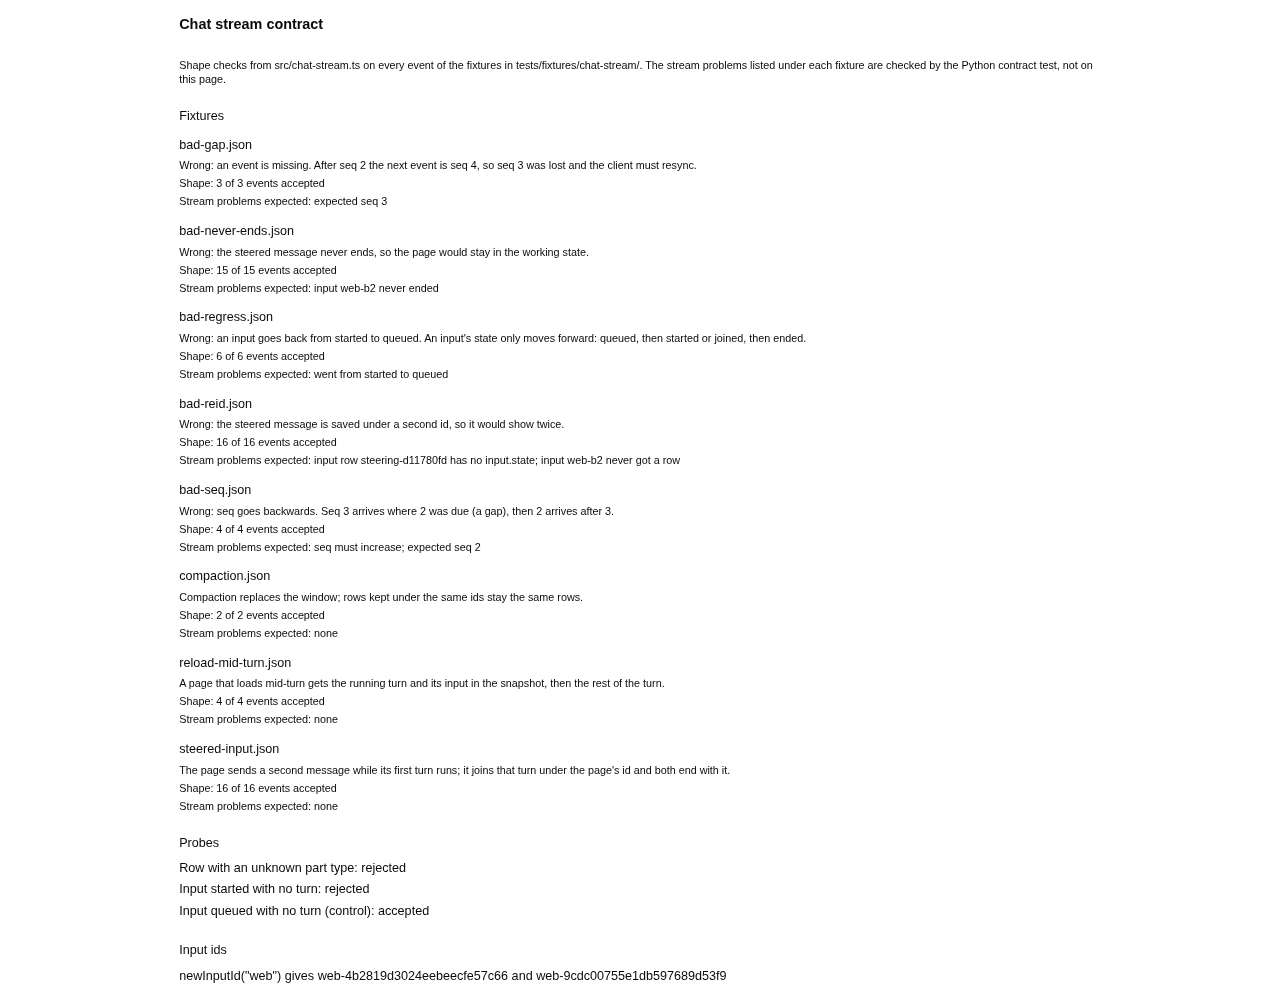 Chat stream contract
Shape checks from src/chat-stream.ts on every event of the fixtures in tests/fixtures/chat-stream/. The stream problems listed under each fixture are checked by the Python contract test, not on
this page.
Fixtures
bad-gap.json
Wrong: an event is missing. After seq 2 the next event is seq 4, so seq 3 was lost and the client must resync.
Shape: 3 of 3 events accepted
Stream problems expected: expected seq 3
bad-never-ends.json
Wrong: the steered message never ends, so the page would stay in the working state.
Shape: 15 of 15 events accepted
Stream problems expected: input web-b2 never ended
bad-regress.json
Wrong: an input goes back from started to queued. An input's state only moves forward: queued, then started or joined, then ended.
Shape: 6 of 6 events accepted
Stream problems expected: went from started to queued
bad-reid.json
Wrong: the steered message is saved under a second id, so it would show twice.
Shape: 16 of 16 events accepted
Stream problems expected: input row steering-d11780fd has no input.state; input web-b2 never got a row
bad-seq.json
Wrong: seq goes backwards. Seq 3 arrives where 2 was due (a gap), then 2 arrives after 3.
Shape: 4 of 4 events accepted
Stream problems expected: seq must increase; expected seq 2
compaction.json
Compaction replaces the window; rows kept under the same ids stay the same rows.
Shape: 2 of 2 events accepted
Stream problems expected: none
reload-mid-turn.json
A page that loads mid-turn gets the running turn and its input in the snapshot, then the rest of the turn.
Shape: 4 of 4 events accepted
Stream problems expected: none
steered-input.json
The page sends a second message while its first turn runs; it joins that turn under the page's id and both end with it.
Shape: 16 of 16 events accepted
Stream problems expected: none
Probes
Row with an unknown part type: rejected
Input started with no turn: rejected
Input queued with no turn (control): accepted
Input ids
newInputId("web") gives web-4b2819d3024eebeecfe57c66 and web-9cdc00755e1db597689d53f9